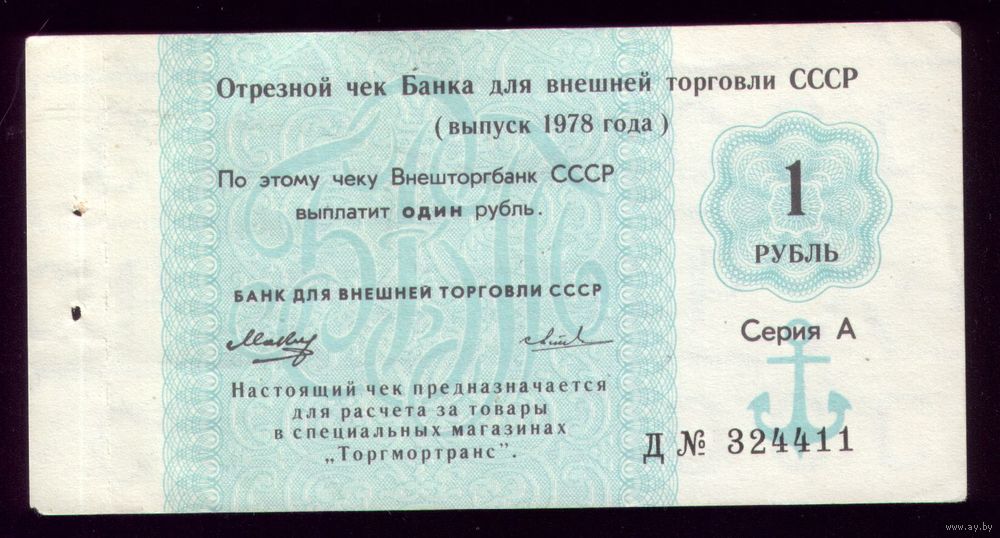 Отрезной чек Банка для внешней торговли СССР
(выпуск 1978 года)
По этому чеку Внешторгбанк СССР
выплатит один рубль.
1
РУБЛЬ
БАНК ДЛЯ ВНЕШНЕЙ ТОРГОВЛИ СССР
Серия А
Настоящий чек предназначается
для расчета за товары
в специальных магазинах
„Торгмортранс".
Д № 324411
www.ay.by